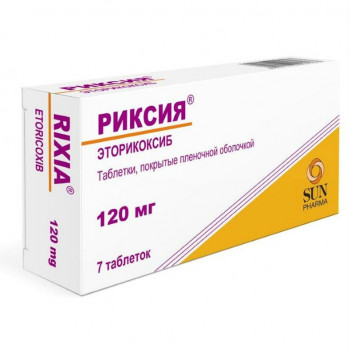 РИКСИЯ®
ЭТОРИКОКСИБ
Таблетки, покрытые пленочной оболочкой
120 мг
7 таблеток
SUN
PHARMA
RIXIA®
ETORICOXIB
120 mg